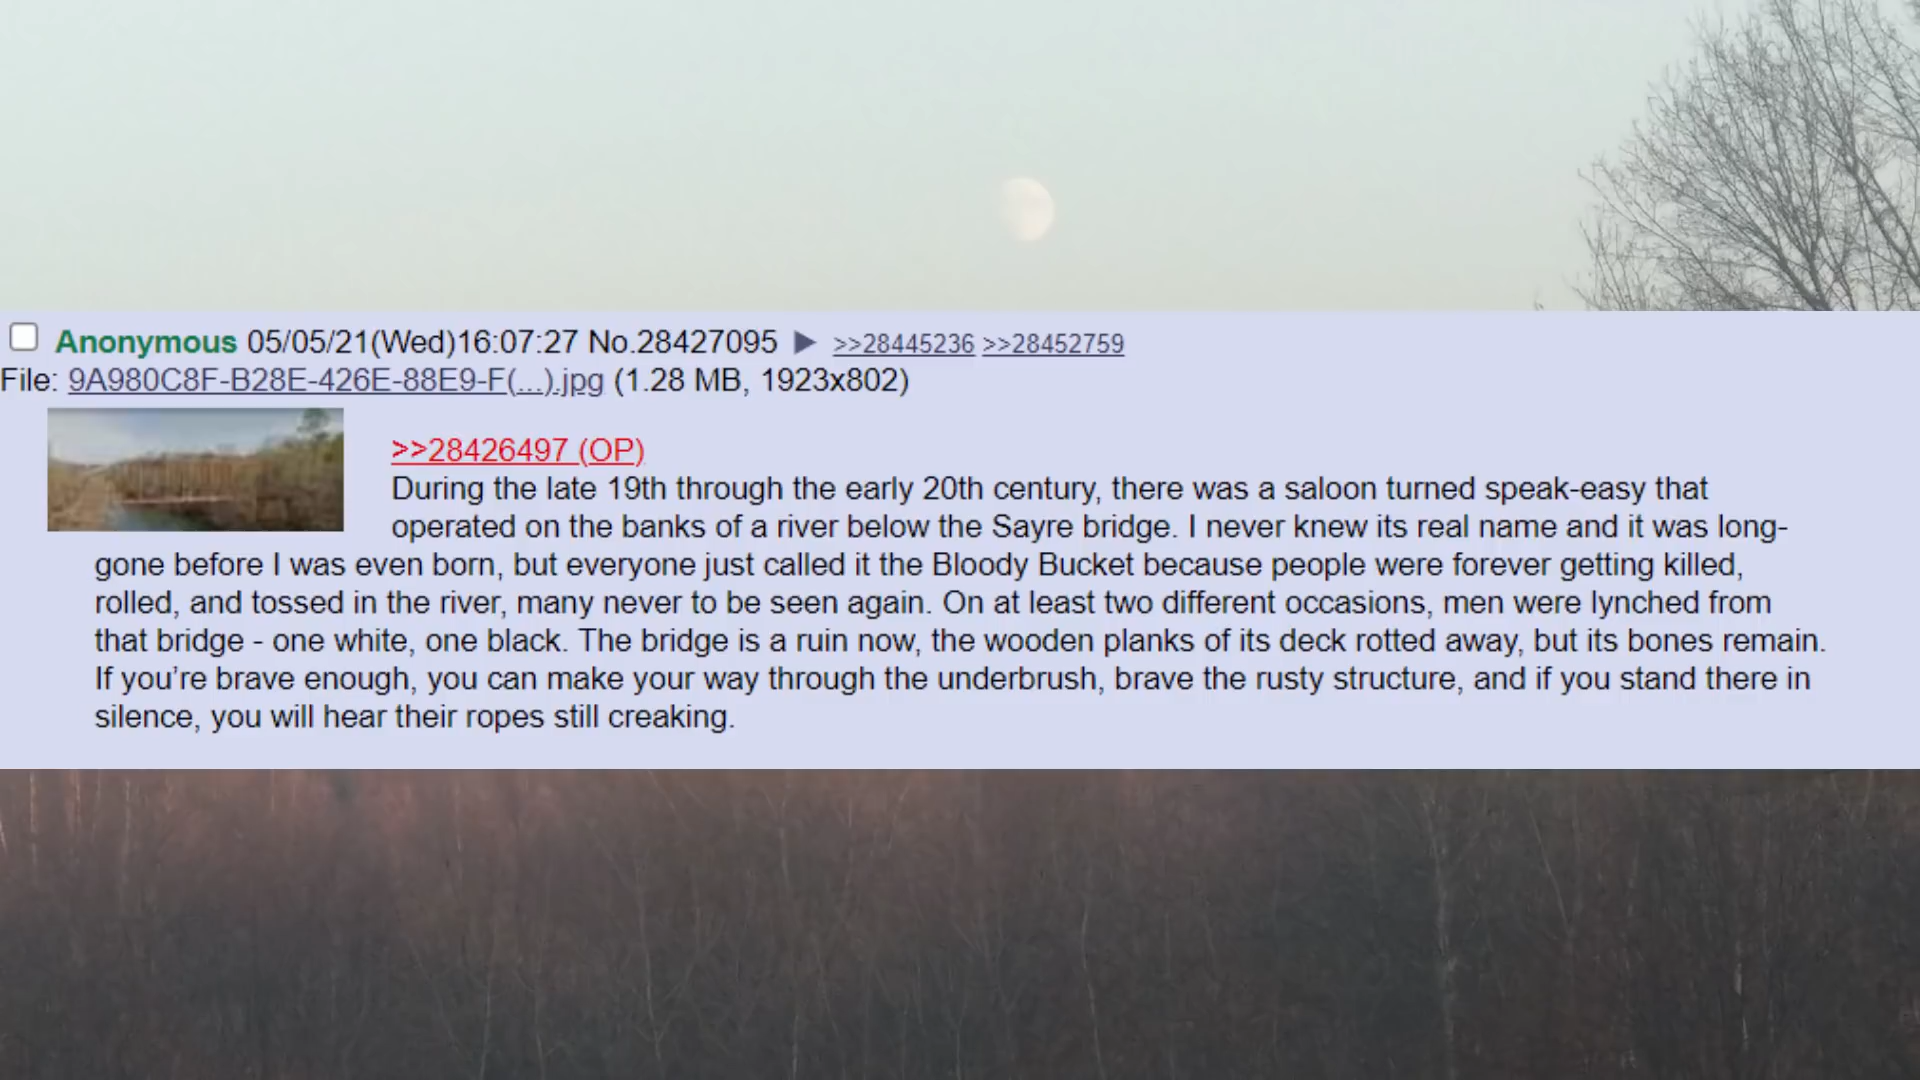 Anonymous 05/05/21(Wed)16:07:27 No.28427095 ▶ >>28445236 >>28452759
File: 9A980C8F-B28E-426E-88E9-F(...).jpg (1.28 MB, 1923x802)
>>28426497 (OP)
During the late 19th through the early 20th century, there was a saloon turned speak-easy that
operated on the banks of a river below the Sayre bridge. I never knew its real name and it was long-
gone before I was even born, but everyone just called it the Bloody Bucket because people were forever getting killed,
rolled, and tossed in the river, many never to be seen again. On at least two different occasions, men were lynched from
that bridge - one white, one black. The bridge is a ruin now, the wooden planks of its deck rotted away, but its bones remain.
If you’re brave enough, you can make your way through the underbrush, brave the rusty structure, and if you stand there in
silence, you will hear their ropes still creaking.